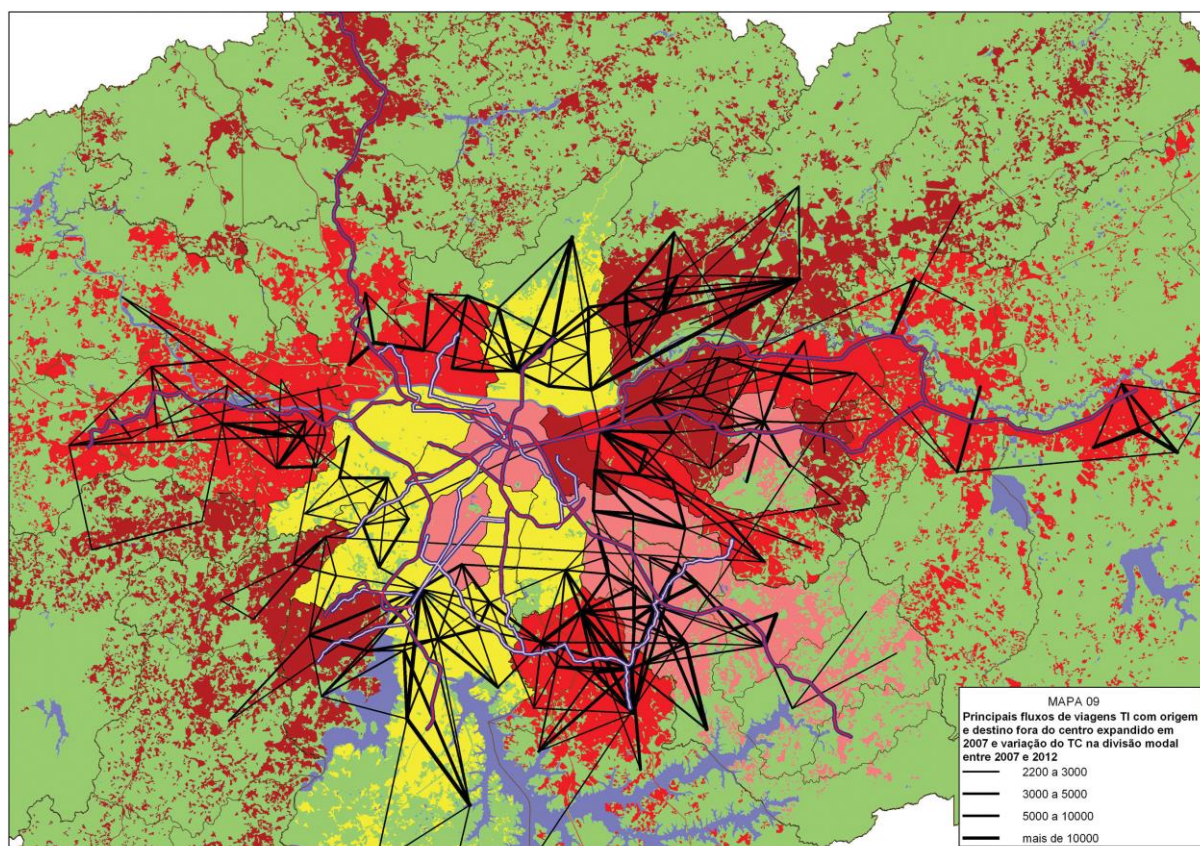 MAPA 09
Principais fluxos de viagens TI com origem
e destino fora do centro expandido em
2007 e variação do TC na divisão modal
entre 2007 e 2012
2200 a 3000
3000 a 5000
5000 a 10000
mais de 10000